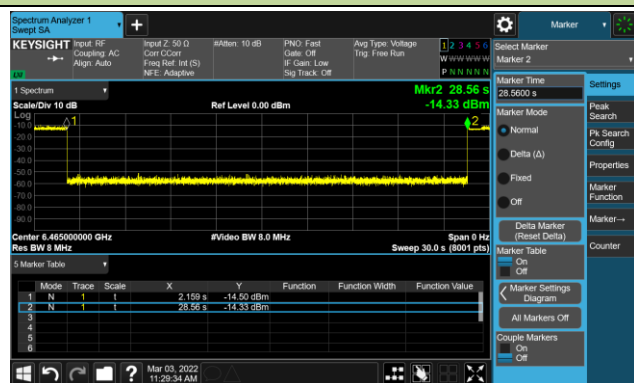 Spectrum Analyzer 1
Swept SA
Marker
KEYSIGHT
Input: RF
Coupling: AC
Align: Auto
Input Z: 50 Ω
Corr CCorr
Freq Ref: Int (S)
NFE: Adaptive
#Atten: 10 dB
PNO: Fast
Gate: Off
IF Gain: Low
Sig Track: Off
Avg Type: Voltage
Trig: Free Run
1 2 3 4 5 6
W W W W W W
P N N N N N
LXI
Select Marker
Marker 2
1 Spectrum
Scale/Div 10 dB
Log
Ref Level 0.00 dBm
Mkr2 28.56 s
-14.33 dBm
-10.0
-20.0
-30.0
-40.0
-50.0
-60.0
-70.0
-80.0
-90.0
1
2
Center 6.465000000 GHz
Res BW 8 MHz
#Video BW 8.0 MHz
Span 0 Hz
Sweep 30.0 s (8001 pts)
5 Marker Table
Mode Trace Scale X Y Function Function Width Function Value
1 N 1 t 2.159 s -14.50 dBm
2 N 1 t 28.56 s -14.33 dBm
3
4
5
6
Marker Time
28.5600 s
Marker Mode
Normal
Delta (Δ)
Fixed
Off
Delta Marker
(Reset Delta)
Marker Table
On
Off
Marker Settings
Diagram
All Markers Off
Couple Markers
On
Off
Settings
Peak
Search
Pk Search
Config
Properties
Marker
Function
Marker→
Counter
?
Mar 03, 2022
11:29:34 AM